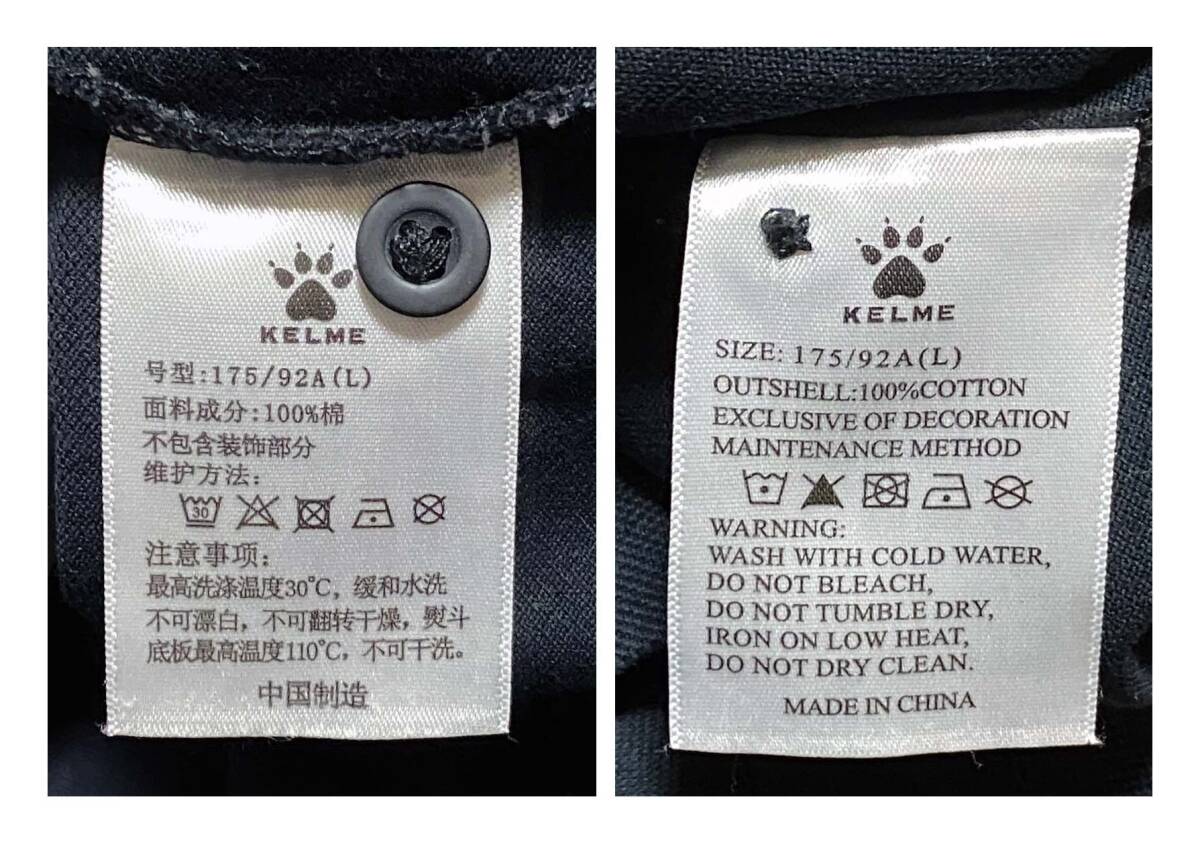 KELME
号型:175/92A(L)
面料成分:100%棉
不包含装饰部分
维护方法:
30
注意事项:
最高洗涤温度30℃, 缓和水洗
不可漂白, 不可翻转干燥, 熨斗
底板最高温度110℃, 不可干洗。
中国制造
KELME
SIZE: 175/92A(L)
OUTSHELL:100%COTTON
EXCLUSIVE OF DECORATION
MAINTENANCE METHOD
WARNING:
WASH WITH COLD WATER,
DO NOT BLEACH,
DO NOT TUMBLE DRY,
IRON ON LOW HEAT,
DO NOT DRY CLEAN.
MADE IN CHINA